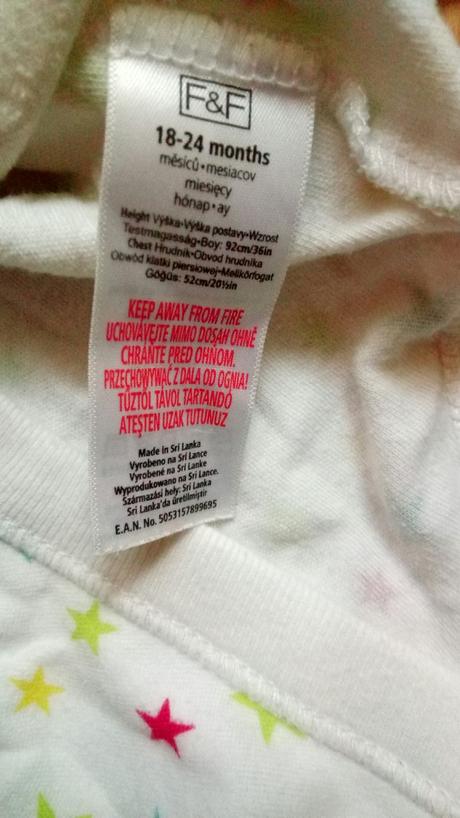 F&F
18-24 months
měsíců•mesiacov
miesięcy
hónap•ay
Height Výška•Výška postavy•Wzrost
Testmagasság•Boy: 92cm/36in
Chest Hrudník•Obvod hrudníka
Obwód klatki piersiowej•Mellkörfogat
Göğüs: 52cm/20½in
KEEP AWAY FROM FIRE
UCHOVÁVEJTE MIMO DOSAH OHNĚ
CHRÁŇTE PRED OHNOM.
PRZECHOWYWAĆ Z DALA OD OGNIA!
TŰZTŐL TÁVOL TARTANDÓ
ATEŞTEN UZAK TUTUNUZ
Made in Sri Lanka
Vyrobeno na Srí Lance
Vyrobené na Srí Lanke
Wyprodukowano na Sri Lance.
Származási hely: Srí Lanka
Sri Lanka'da üretilmiştir
E.A.N. No. 5053157899695